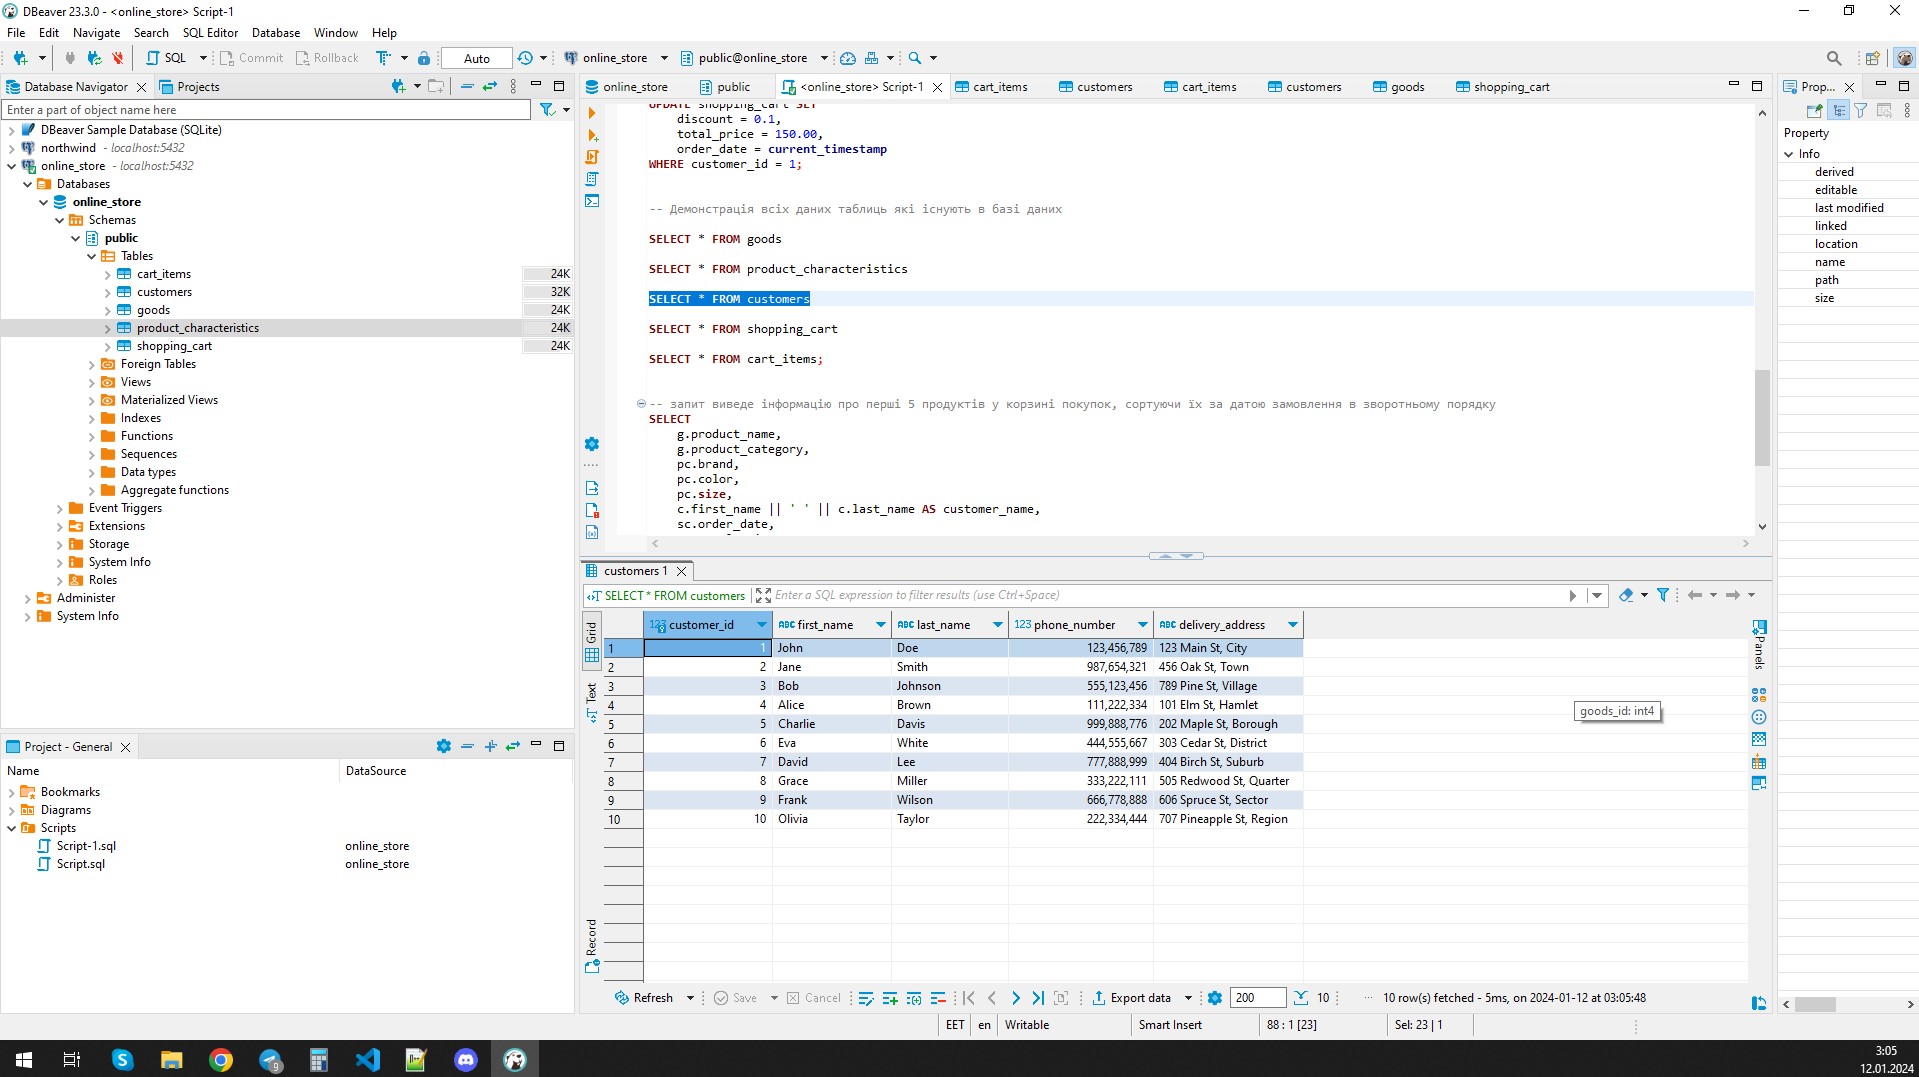 DBeaver 23.3.0 - <online_store> Script-1
File Edit Navigate Search SQL Editor Database Window Help
SQL Commit Rollback Auto online_store public@online_store
Database Navigator Projects
Enter a part of object name here
DBeaver Sample Database (SQLite)
northwind - localhost:5432
online_store - localhost:5432
Databases
online_store
Schemas
public
Tables
cart_items 24K
customers 32K
goods 24K
product_characteristics 24K
shopping_cart 24K
Foreign Tables
Views
Materialized Views
Indexes
Functions
Sequences
Data types
Aggregate functions
Event Triggers
Extensions
Storage
System Info
Roles
Administer
System Info
Project - General
Name DataSource
Bookmarks
Diagrams
Scripts
Script-1.sql online_store
Script.sql online_store
online_store public <online_store> Script-1 cart_items customers cart_items customers goods shopping_cart
UPDATE shopping_cart SET
discount = 0.1,
total_price = 150.00,
order_date = current_timestamp
WHERE customer_id = 1;
-- Демонстрація всіх даних таблиць які існують в базі даних
SELECT * FROM goods
SELECT * FROM product_characteristics
SELECT * FROM customers
SELECT * FROM shopping_cart
SELECT * FROM cart_items;
-- запит виведе інформацію про перші 5 продуктів у корзині покупок, сортуючи їх за датою замовлення в зворотньому порядку
SELECT
g.product_name,
g.product_category,
pc.brand,
pc.color,
pc.size,
c.first_name || ' ' || c.last_name AS customer_name,
sc.order_date,
customers 1
SELECT * FROM customers Enter a SQL expression to filter results (use Ctrl+Space)
Grid
Text
Record
123 customer_id ABC first_name ABC last_name 123 phone_number ABC delivery_address
1 1 John Doe 123,456,789 123 Main St, City
2 2 Jane Smith 987,654,321 456 Oak St, Town
3 3 Bob Johnson 555,123,456 789 Pine St, Village
4 4 Alice Brown 111,222,334 101 Elm St, Hamlet
5 5 Charlie Davis 999,888,776 202 Maple St, Borough
6 6 Eva White 444,555,667 303 Cedar St, District
7 7 David Lee 777,888,999 404 Birch St, Suburb
8 8 Grace Miller 333,222,111 505 Redwood St, Quarter
9 9 Frank Wilson 666,778,888 606 Spruce St, Sector
10 10 Olivia Taylor 222,334,444 707 Pineapple St, Region
goods_id: int4
Panels
Refresh Save Cancel Export data 200 10 10 row(s) fetched - 5ms, on 2024-01-12 at 03:05:48
EET en Writable Smart Insert 88 : 1 [23] Sel: 23 | 1
Prop...
Property
Info
derived
editable
last modified
linked
location
name
path
size
9
3:05
12.01.2024